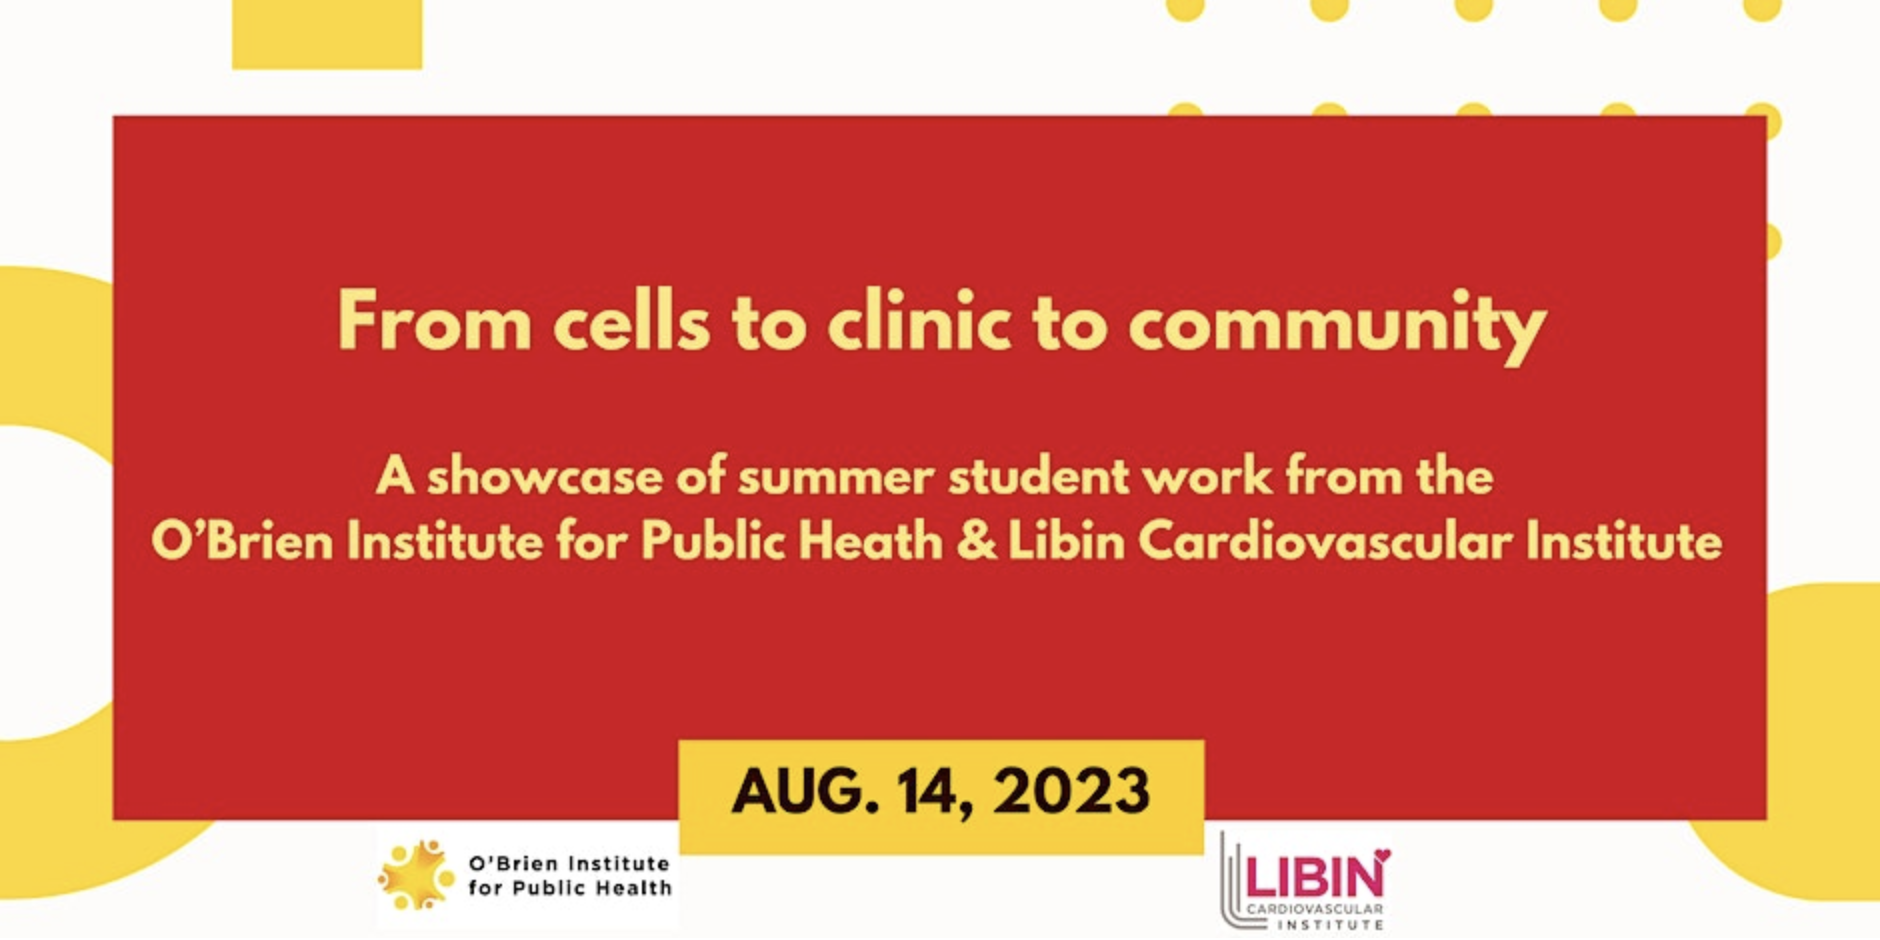 From cells to clinic to community
A showcase of summer student work from the
O’Brien Institute for Public Heath & Libin Cardiovascular Institute
AUG. 14, 2023
O’Brien Institute
for Public Health
LIBIN
CARDIOVASCULAR
INSTITUTE